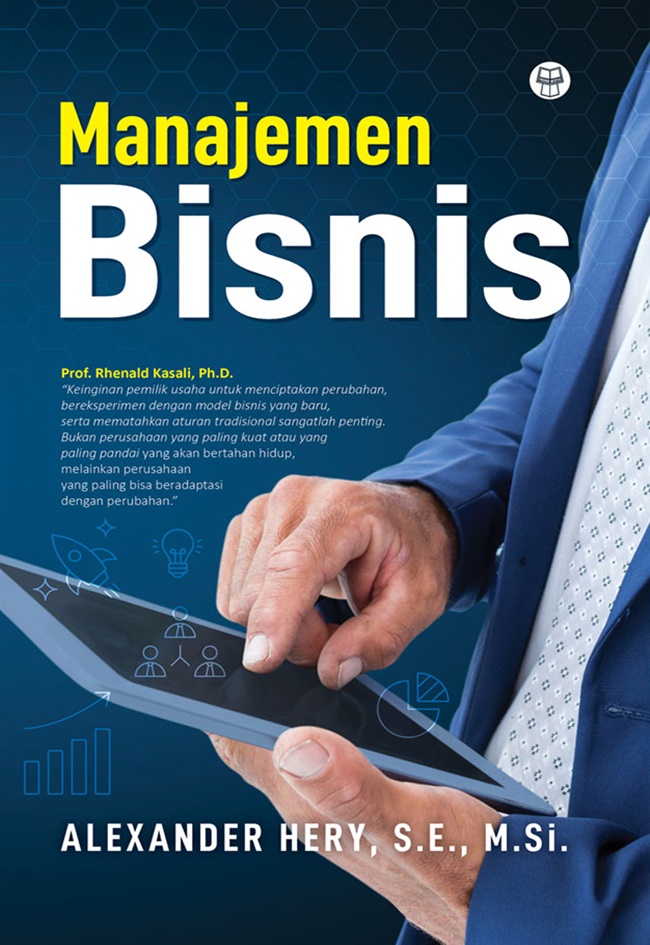 Manajemen
Bisnis
Prof. Rhenald Kasali, Ph.D.
“Keinginan pemilik usaha untuk menciptakan perubahan,
bereksperimen dengan model bisnis yang baru,
serta mematahkan aturan tradisional sangatlah penting.
Bukan perusahaan yang paling kuat atau yang
paling pandai yang akan bertahan hidup,
melainkan perusahaan
yang paling bisa beradaptasi
dengan perubahan.”
ALEXANDER HERY, S.E., M.Si.